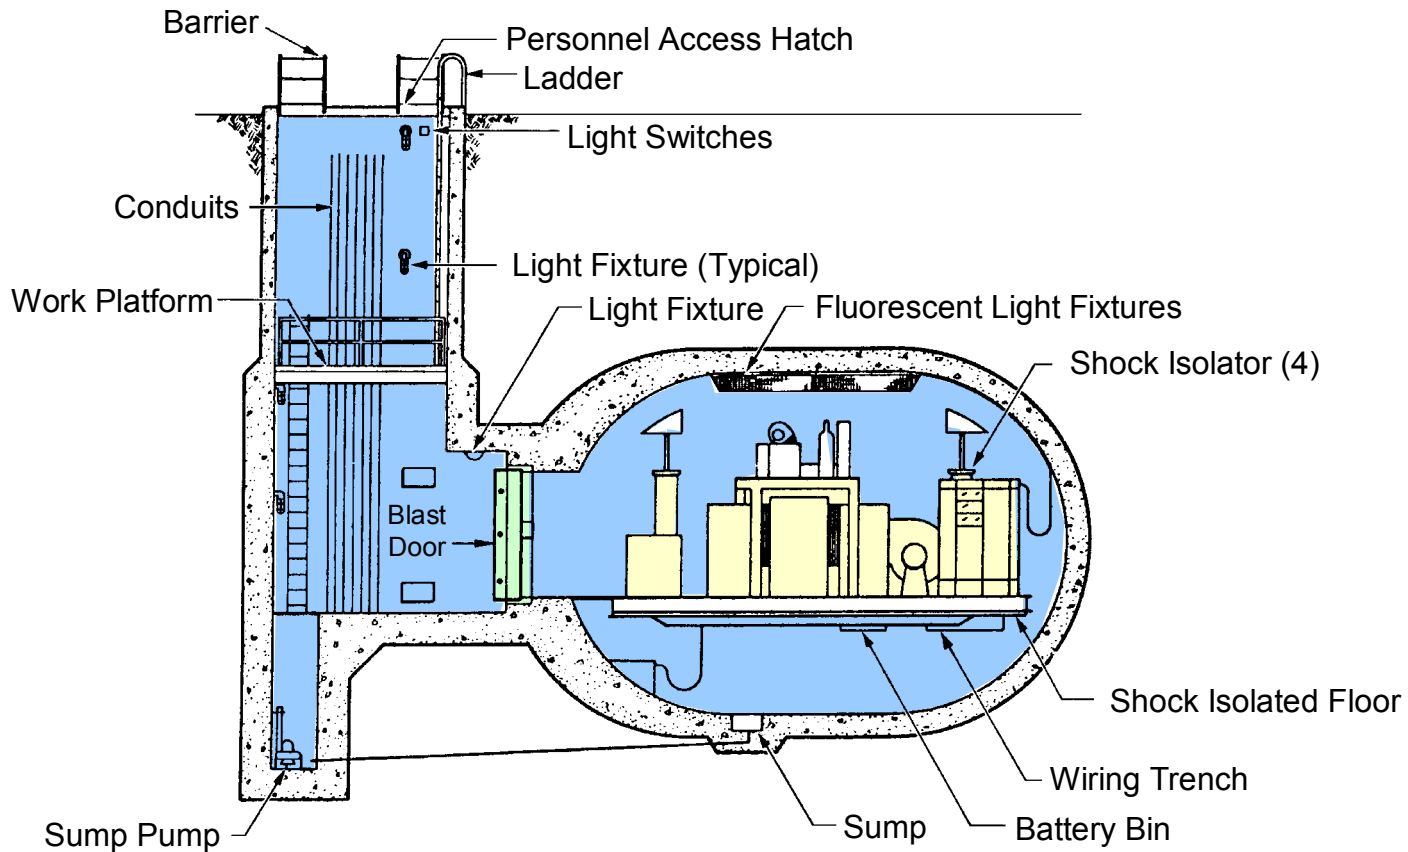 Barrier
Personnel Access Hatch
Ladder
Light Switches
Conduits
Light Fixture (Typical)
Work Platform
Light Fixture
Fluorescent Light Fixtures
Shock Isolator (4)
Blast
Door
Shock Isolated Floor
Wiring Trench
Sump Pump
Sump
Battery Bin